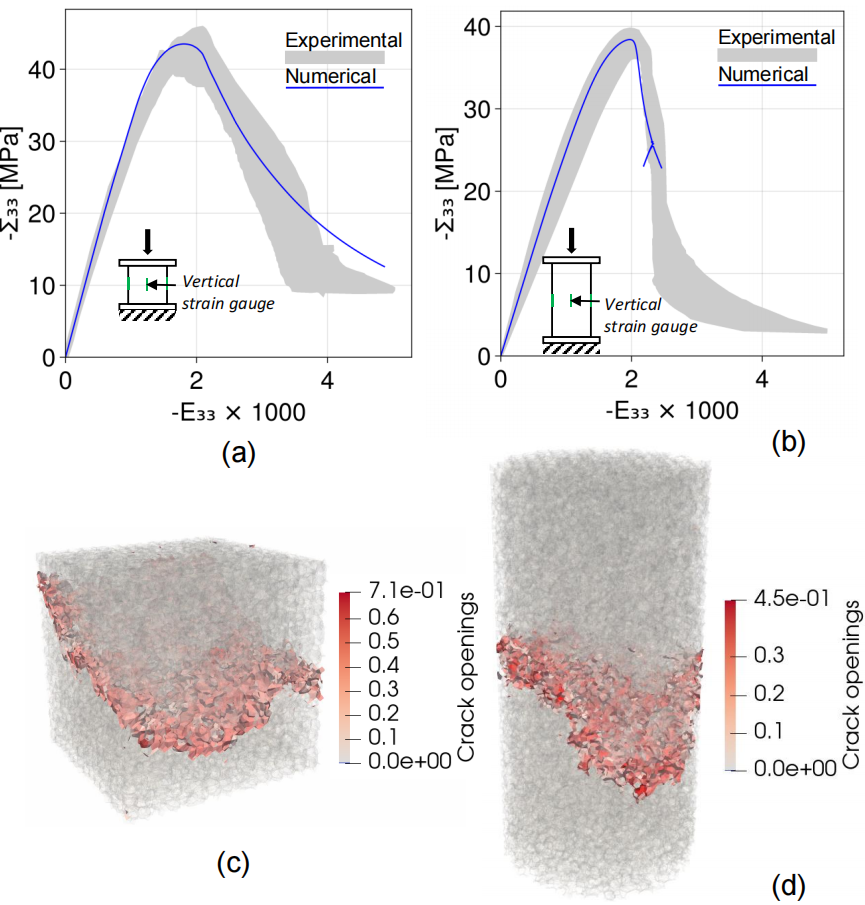 Experimental
Numerical
40
30
20
10
0
-Σ₃₃ [MPa]
Vertical
strain gauge
0
2
4
-E₃₃ × 1000
(a)
Experimental
Numerical
40
30
20
10
0
-Σ₃₃ [MPa]
Vertical
strain gauge
0
2
4
-E₃₃ × 1000
(b)
7.1e-01
0.6
0.5
0.4
0.3
0.2
0.1
0.0e+00
Crack openings
(c)
4.5e-01
0.3
0.2
0.1
0.0e+00
Crack openings
(d)